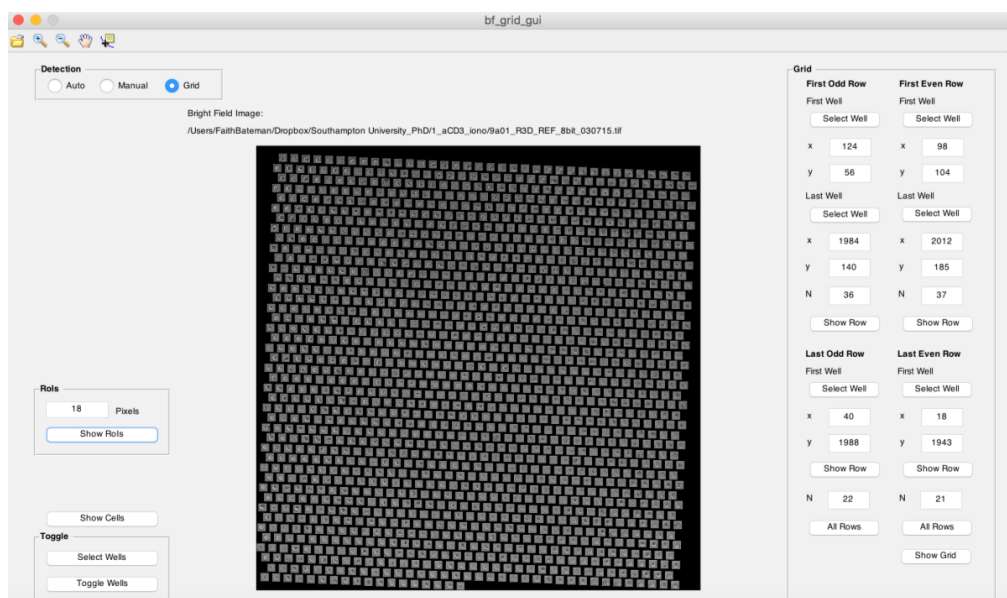 bf_grid_gui
Detection
Auto Manual Grid
Bright Field Image:
/Users/FaithBateman/Dropbox/Southampton University_PhD/1_aCD3_iono/9a01_R3D_REF_8bit_030715.tif
RoIs
18 Pixels
Show RoIs
Show Cells
Toggle
Select Wells
Toggle Wells
Grid
First Odd Row First Even Row
First Well First Well
Select Well Select Well
x 124 x 98
y 56 y 104
Last Well Last Well
Select Well Select Well
x 1984 x 2012
y 140 y 185
N 36 N 37
Show Row Show Row
Last Odd Row Last Even Row
First Well First Well
Select Well Select Well
x 40 x 18
y 1988 y 1943
Show Row Show Row
N 22 N 21
All Rows All Rows
Show Grid